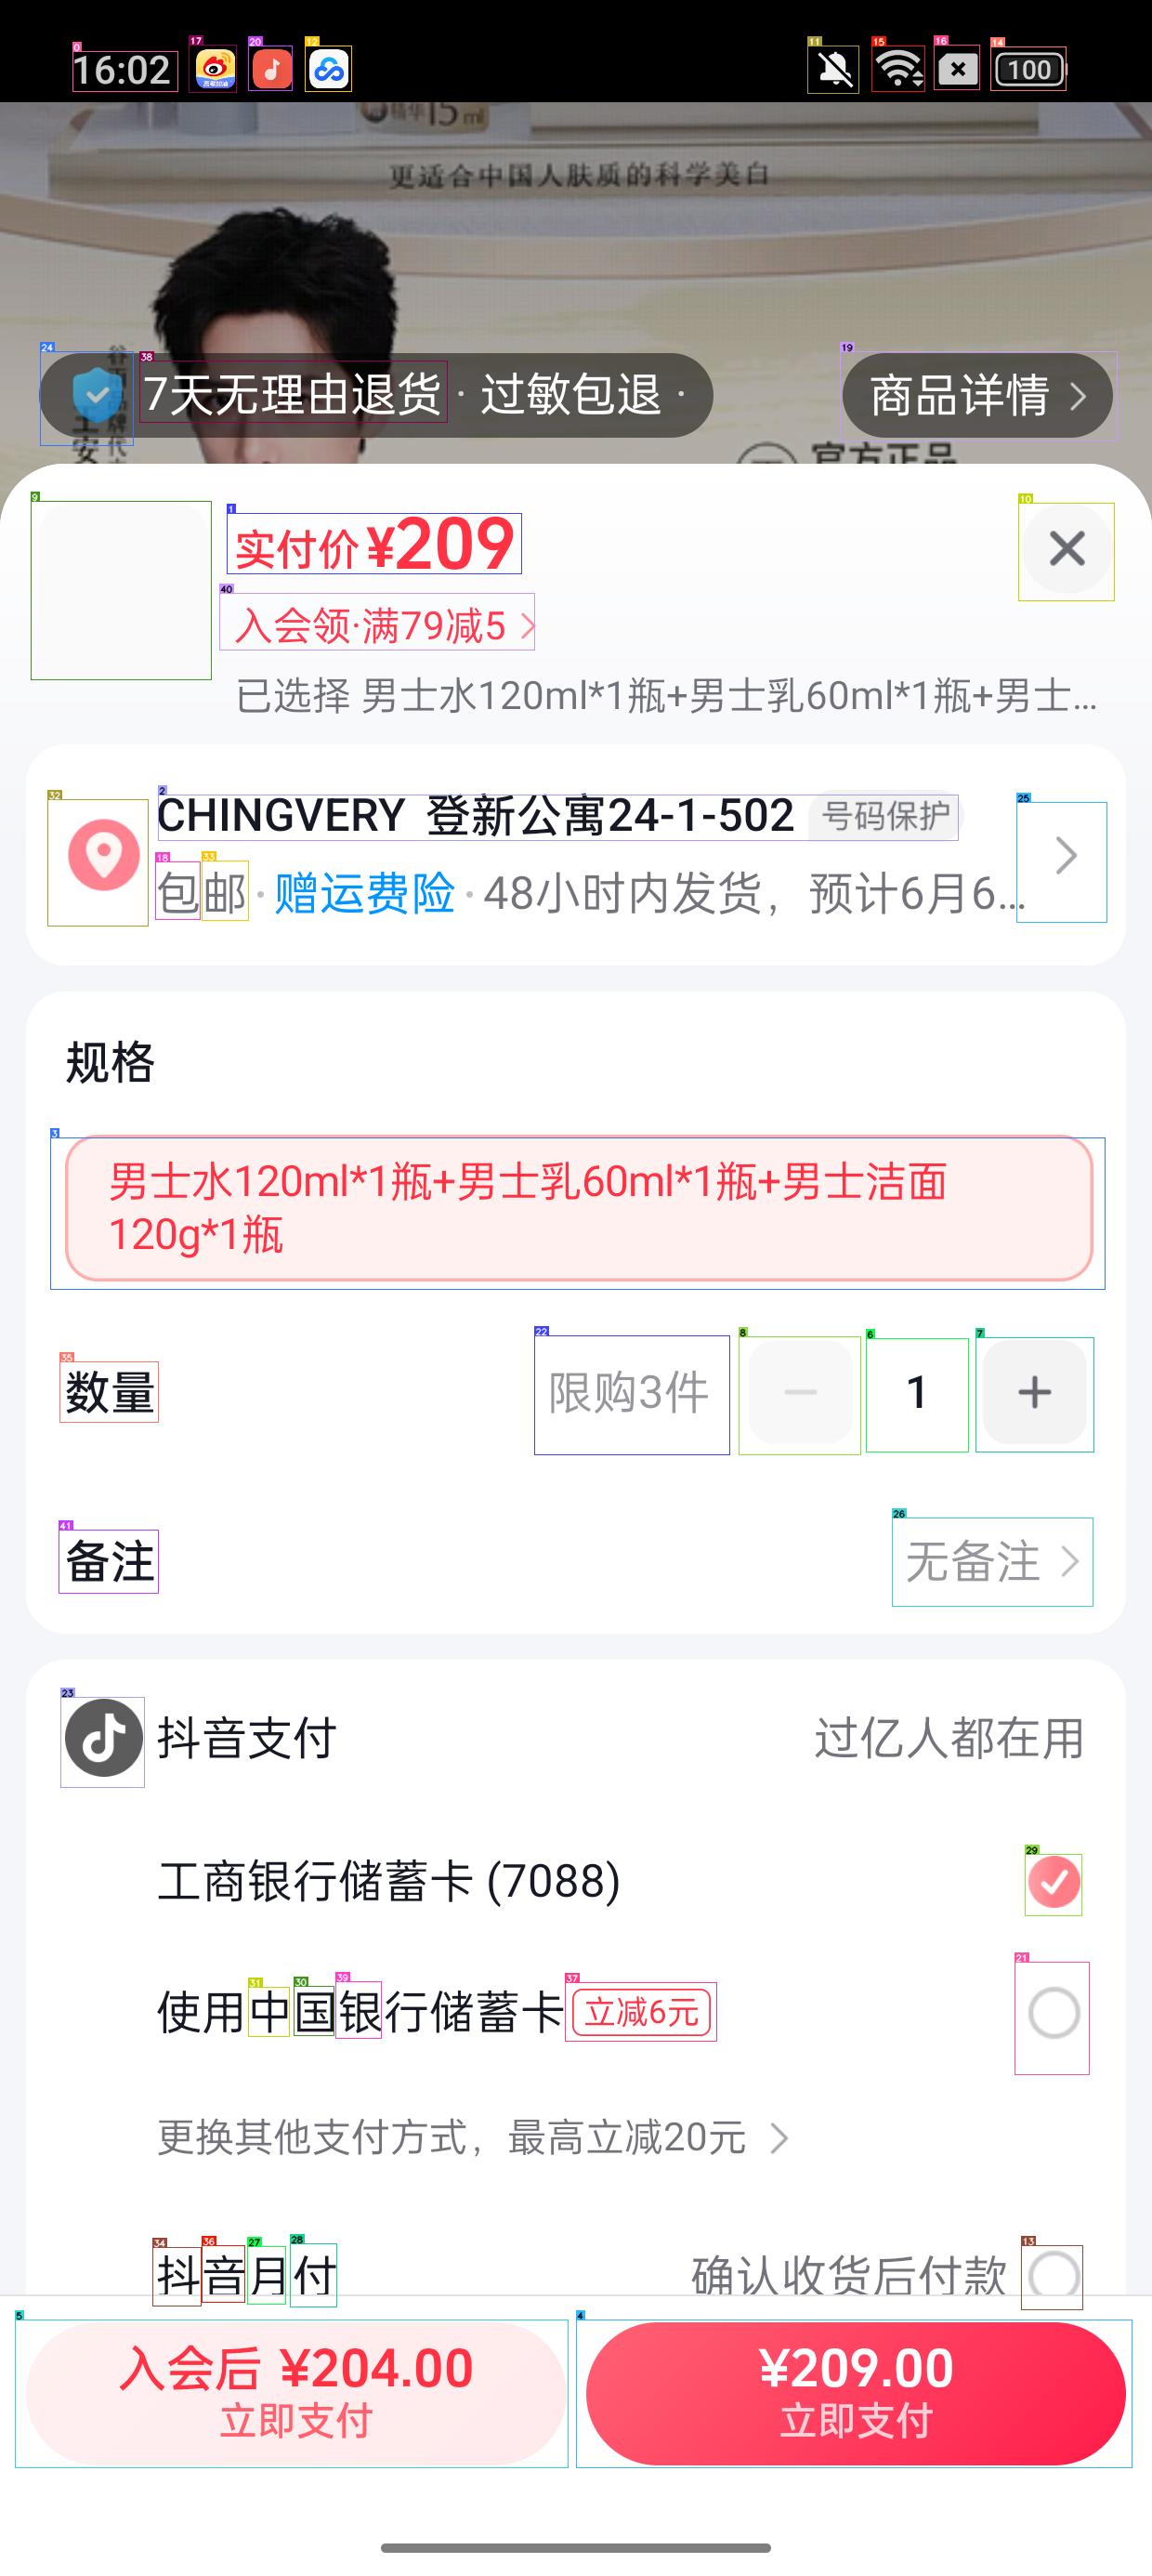 16:02
100
精华15ml
更适合中国人肤质的科学美白
7天无理由退货 · 过敏包退 ·
商品详情
官方正品
实付价 ¥209
入会领·满79减5
已选择 男士水120ml*1瓶+男士乳60ml*1瓶+男士...
CHINGVERY 登新公寓24-1-502 号码保护
包邮 · 赠运费险 · 48小时内发货，预计6月6...
规格
男士水120ml*1瓶+男士乳60ml*1瓶+男士洁面
120g*1瓶
数量 限购3件 1
备注 无备注
抖音支付 过亿人都在用
工商银行储蓄卡 (7088)
使用中国银行储蓄卡 立减6元
更换其他支付方式，最高立减20元
抖音月付 确认收货后付款
入会后 ¥204.00
立即支付
¥209.00
立即支付